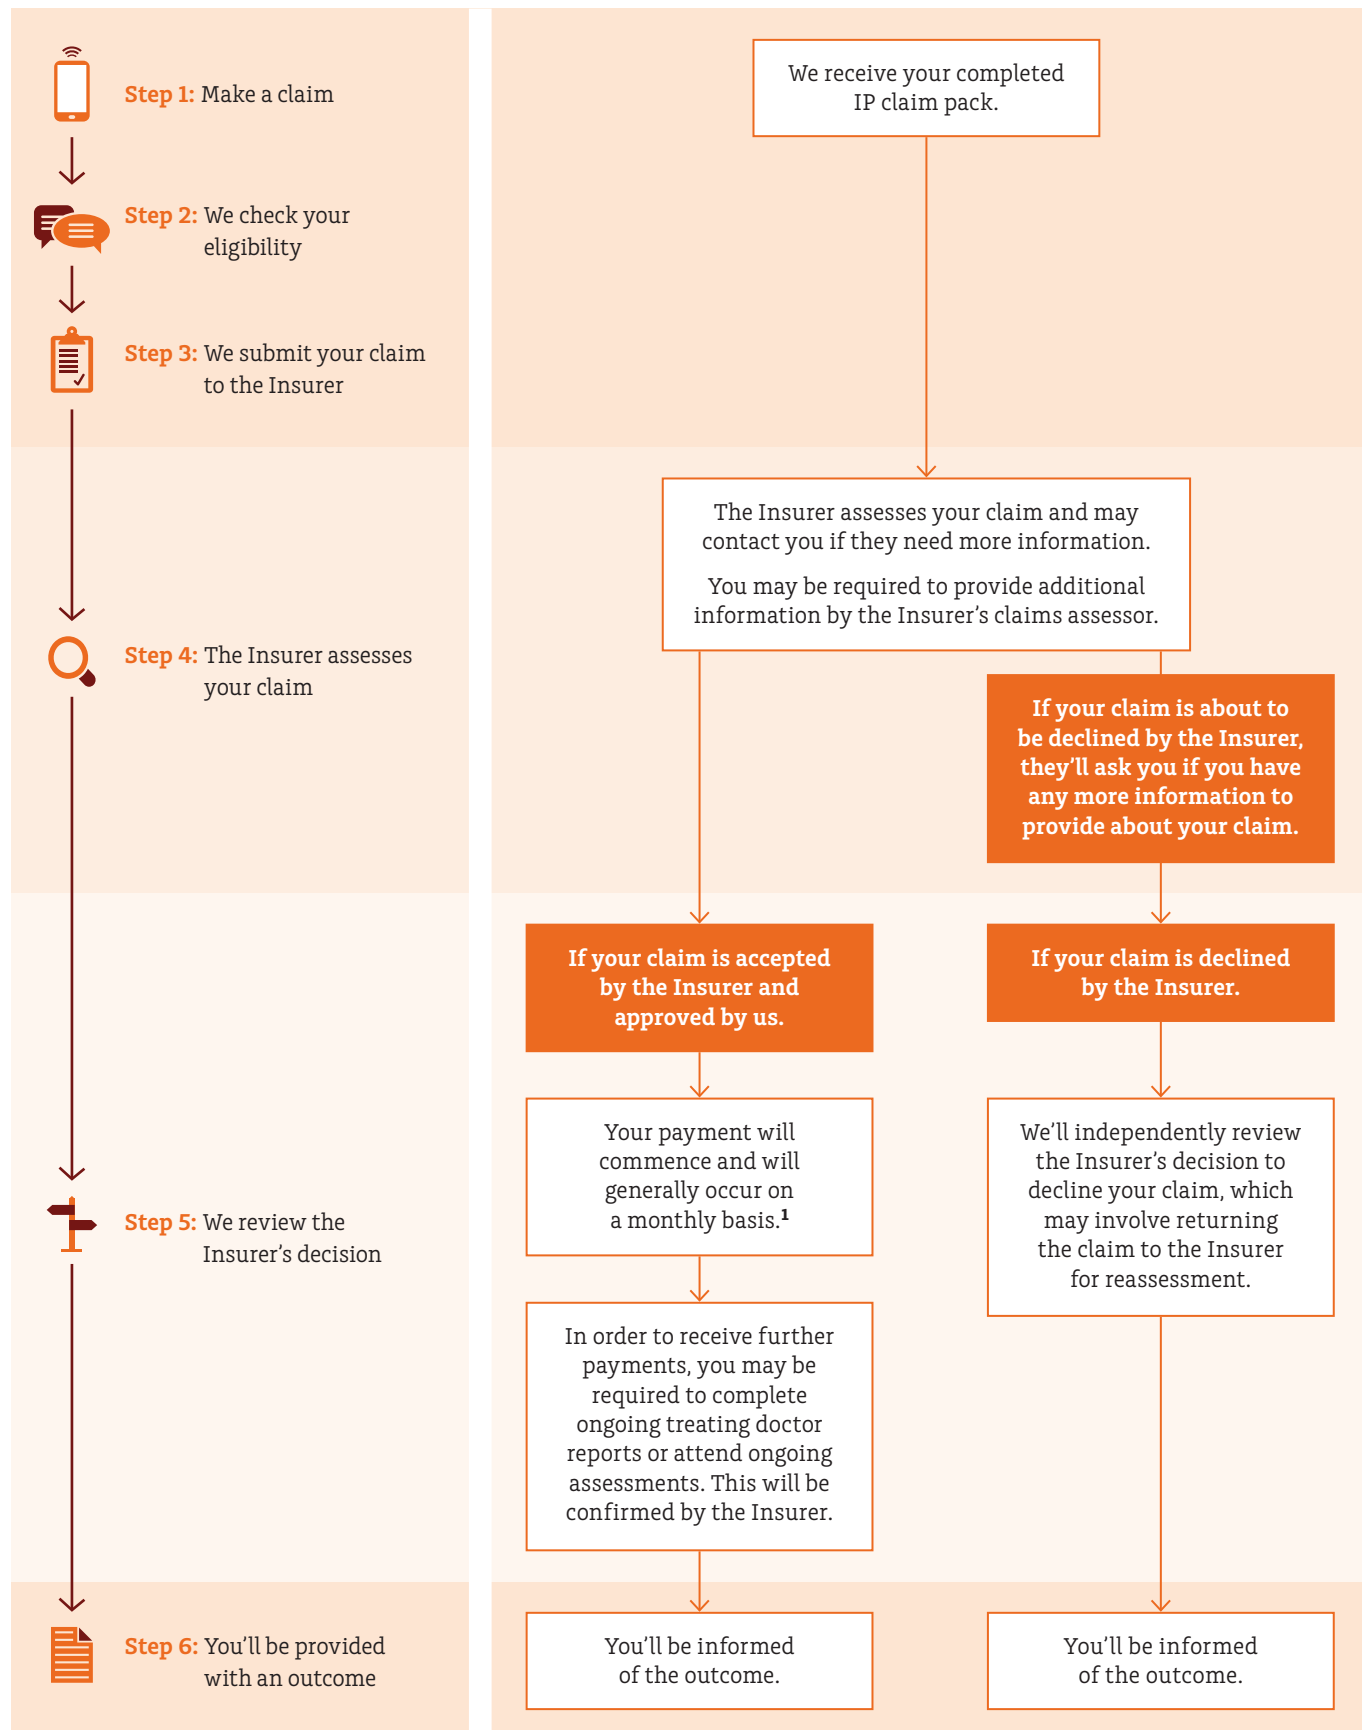 Step 1: Make a claim
Step 2: We check your
eligibility
Step 3: We submit your claim
to the Insurer
Step 4: The Insurer assesses
your claim
Step 5: We review the
Insurer's decision
Step 6: You'll be provided
with an outcome
We receive your completed
IP claim pack.
The Insurer assesses your claim and may
contact you if they need more information.
You may be required to provide additional
information by the Insurer's claims assessor.
If your claim is about to
be declined by the Insurer,
they'll ask you if you have
any more information to
provide about your claim.
If your claim is accepted
by the Insurer and
approved by us.
Your payment will
commence and will
generally occur on
a monthly basis.¹
In order to receive further
payments, you may be
required to complete
ongoing treating doctor
reports or attend ongoing
assessments. This will be
confirmed by the Insurer.
You'll be informed
of the outcome.
If your claim is declined
by the Insurer.
We'll independently review
the Insurer's decision to
decline your claim, which
may involve returning
the claim to the Insurer
for reassessment.
You'll be informed
of the outcome.